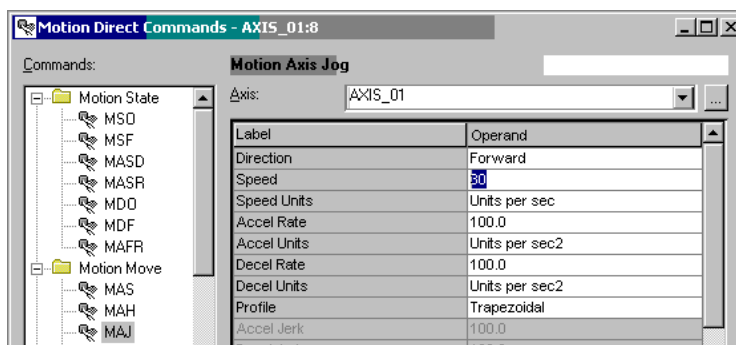 Motion Direct Commands - AXIS_01:8
Commands:
Motion State
MSO
MSF
MASD
MASR
MDO
MDF
MAFR
Motion Move
MAS
MAH
MAJ
Motion Axis Jog
Axis: AXIS_01 ...
Label Operand
Direction Forward
Speed 30
Speed Units Units per sec
Accel Rate 100.0
Accel Units Units per sec2
Decel Rate 100.0
Decel Units Units per sec2
Profile Trapezoidal
Accel Jerk 100.0